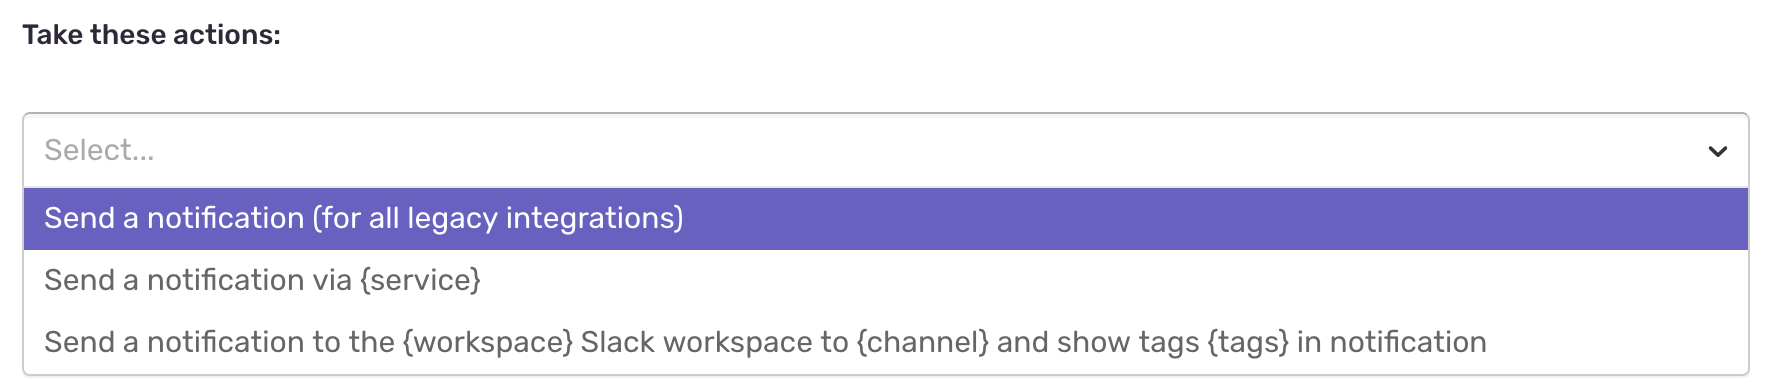 Take these actions:
Select...
Send a notification (for all legacy integrations)
Send a notification via {service}
Send a notification to the {workspace} Slack workspace to {channel} and show tags {tags} in notification